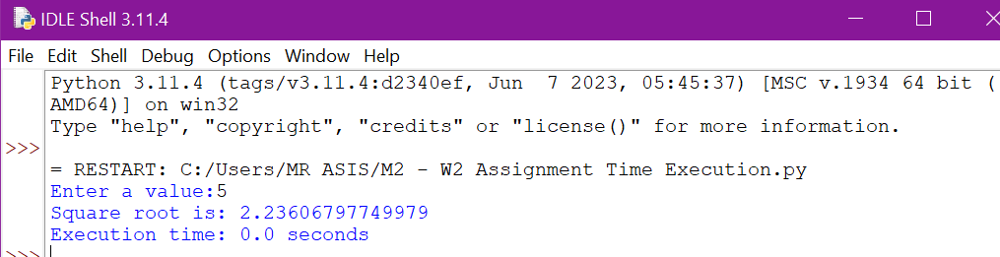 IDLE Shell 3.11.4
File Edit Shell Debug Options Window Help
Python 3.11.4 (tags/v3.11.4:d2340ef, Jun  7 2023, 05:45:37) [MSC v.1934 64 bit (
AMD64)] on win32
Type "help", "copyright", "credits" or "license()" for more information.
>>>
= RESTART: C:/Users/MR ASIS/M2 - W2 Assignment Time Execution.py
Enter a value:5
Square root is: 2.23606797749979
Execution time: 0.0 seconds
>>>